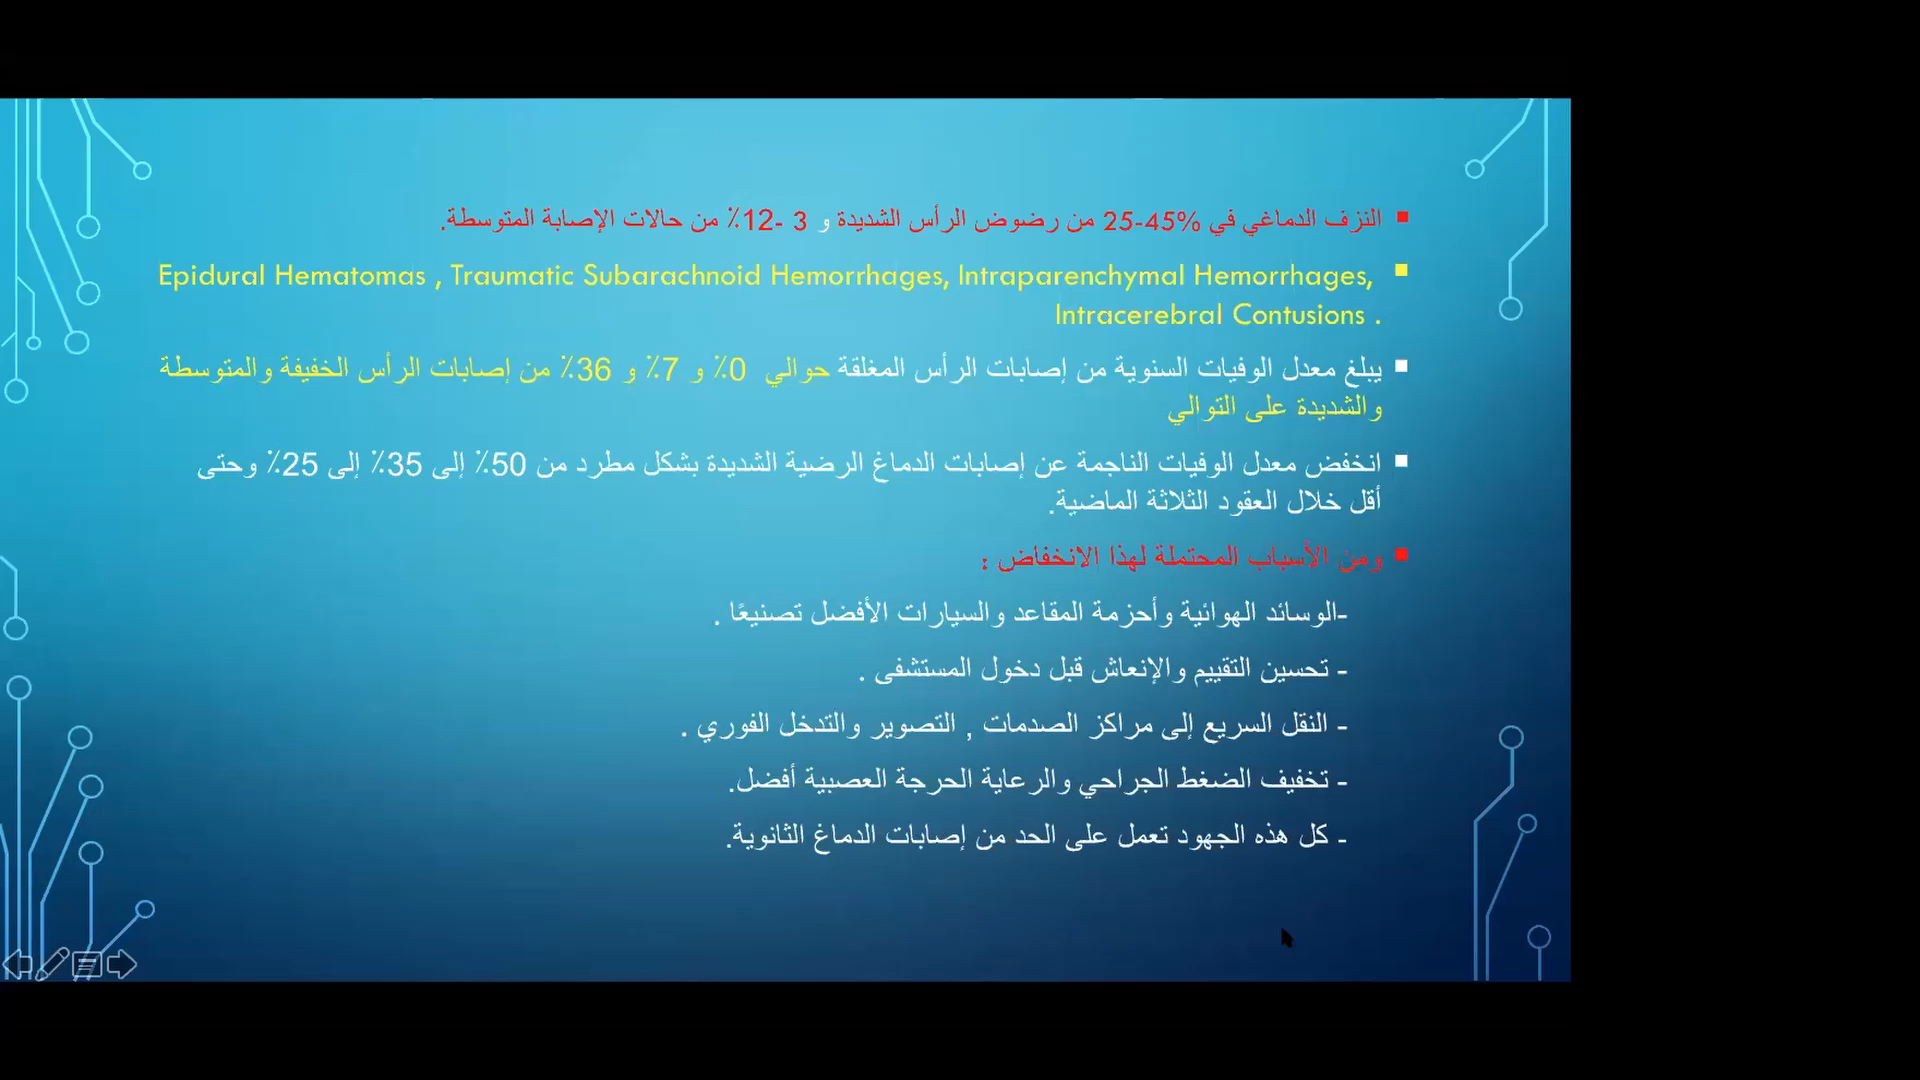 النزف الدماغي في %45-25 من رضوض الرأس الشديدة و 3 -12٪ من حالات الإصابة المتوسطة.
Epidural Hematomas , Traumatic Subarachnoid Hemorrhages, Intraparenchymal Hemorrhages,
Intracerebral Contusions .
يبلغ معدل الوفيات السنوية من إصابات الرأس المغلقة حوالي 0٪ و 7٪ و 36٪ من إصابات الرأس الخفيفة والمتوسطة
والشديدة على التوالي
انخفض معدل الوفيات الناجمة عن إصابات الدماغ الرضية الشديدة بشكل مطرد من 50٪ إلى 35٪ إلى 25٪ وحتى
أقل خلال العقود الثلاثة الماضية.
ومن الأسباب المحتملة لهذا الانخفاض :
-الوسائد الهوائية وأحزمة المقاعد والسيارات الأفضل تصنيعًا .
- تحسين التقييم والإنعاش قبل دخول المستشفى .
- النقل السريع إلى مراكز الصدمات , التصوير والتدخل الفوري .
- تخفيف الضغط الجراحي والرعاية الحرجة العصبية أفضل.
- كل هذه الجهود تعمل على الحد من إصابات الدماغ الثانوية.